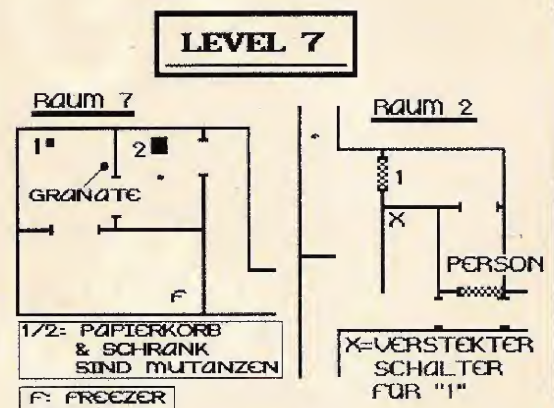 LEVEL 7
RAUM 7
1
2
GRANATE
F
1/2: PAPIERKORB
& SCHRANK
SIND MUTANZEN
F: FREEZER
RAUM 2
1
X
PERSON
X=VERSTEKTER
SCHALTER
FÜR "1"